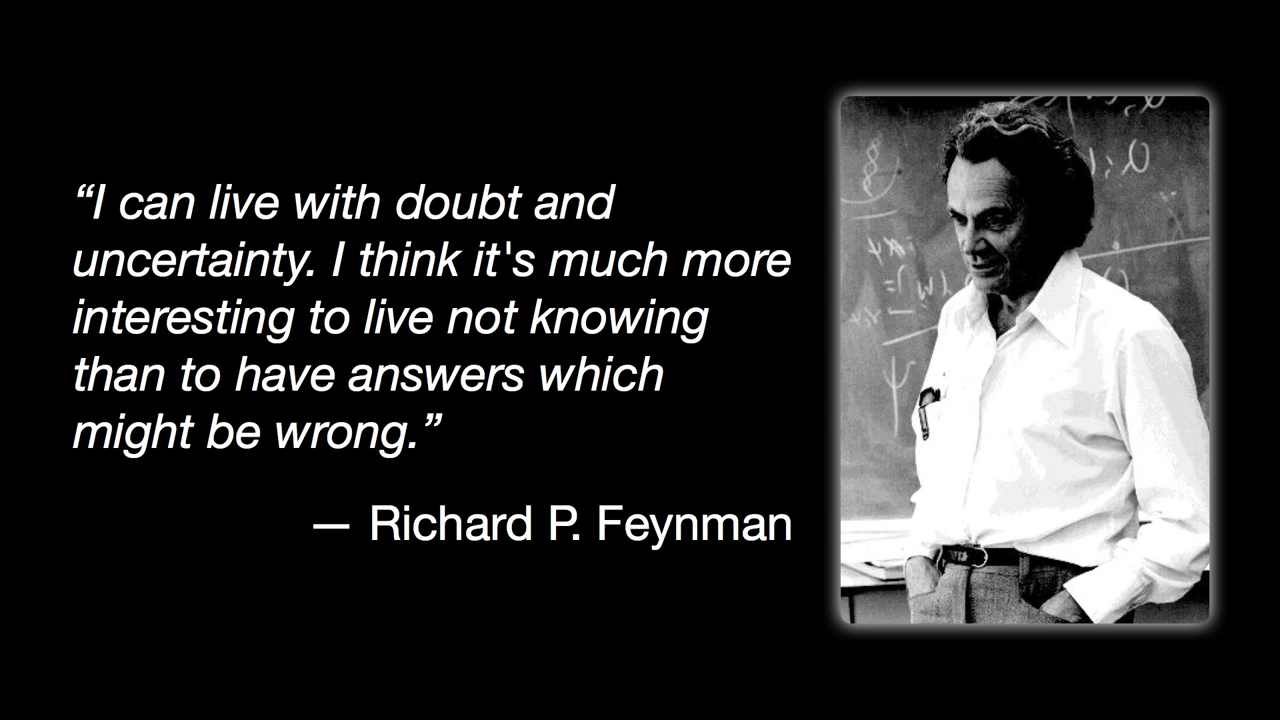 “I can live with doubt and
uncertainty. I think it's much more
interesting to live not knowing
than to have answers which
might be wrong.”
— Richard P. Feynman